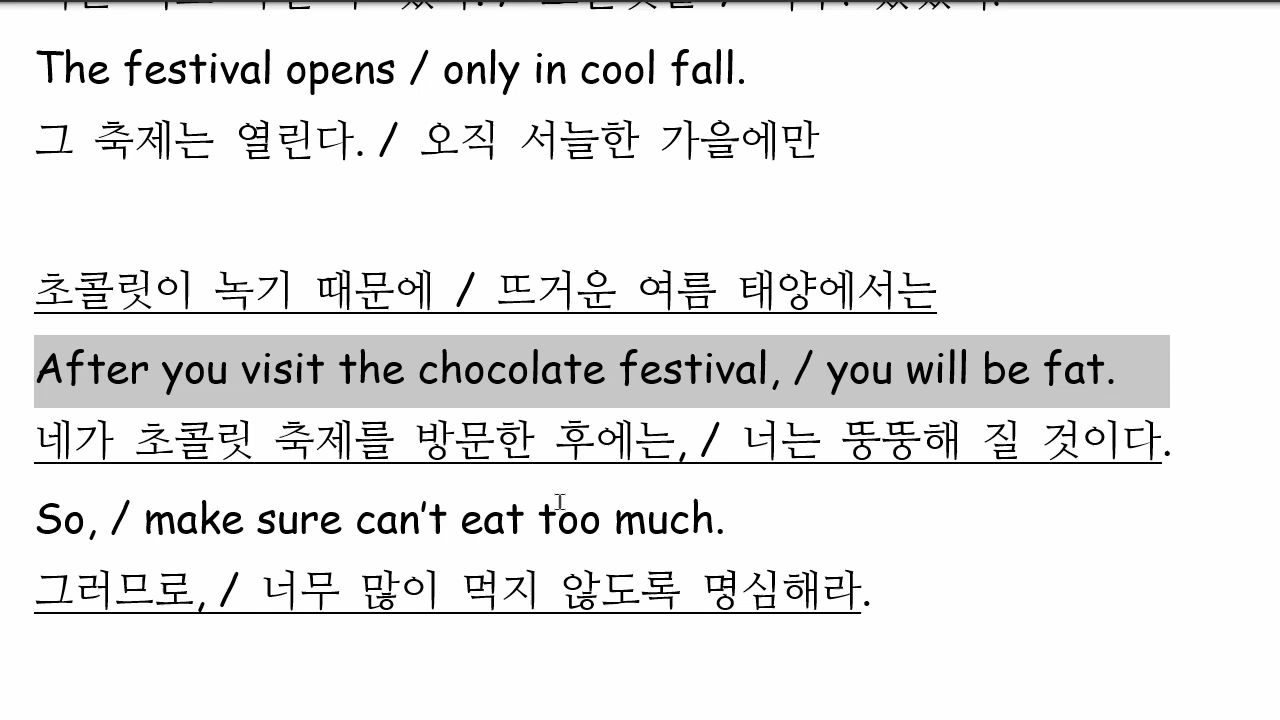 The festival opens / only in cool fall.
그 축제는 열린다. / 오직 서늘한 가을에만
초콜릿이 녹기 때문에 / 뜨거운 여름 태양에서는
After you visit the chocolate festival, / you will be fat.
네가 초콜릿 축제를 방문한 후에는, / 너는 뚱뚱해 질 것이다.
So, / make sure can't eat too much.
그러므로, / 너무 많이 먹지 않도록 명심해라.